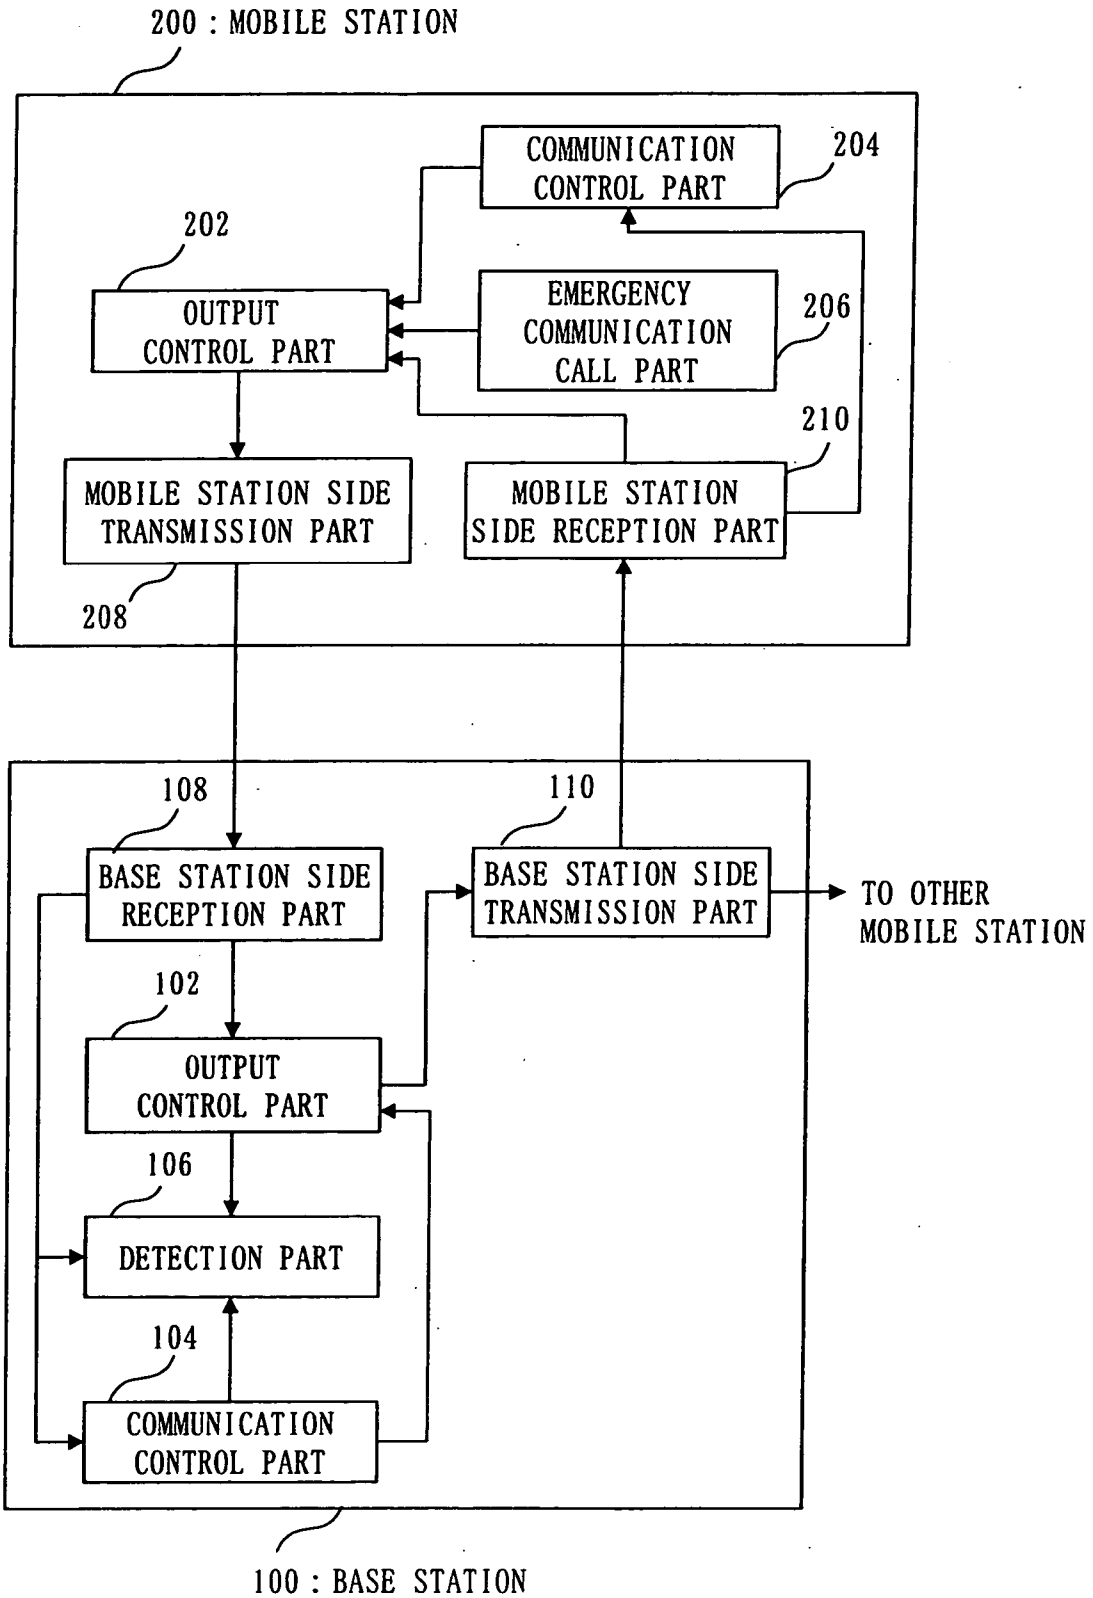 200 : MOBILE STATION
COMMUNICATION
CONTROL PART
204
202
OUTPUT
CONTROL PART
EMERGENCY
COMMUNICATION
CALL PART
206
210
MOBILE STATION SIDE
TRANSMISSION PART
MOBILE STATION
SIDE RECEPTION PART
208
108
110
BASE STATION SIDE
RECEPTION PART
BASE STATION SIDE
TRANSMISSION PART
TO OTHER
MOBILE STATION
102
OUTPUT
CONTROL PART
106
DETECTION PART
104
COMMUNICATION
CONTROL PART
100 : BASE STATION